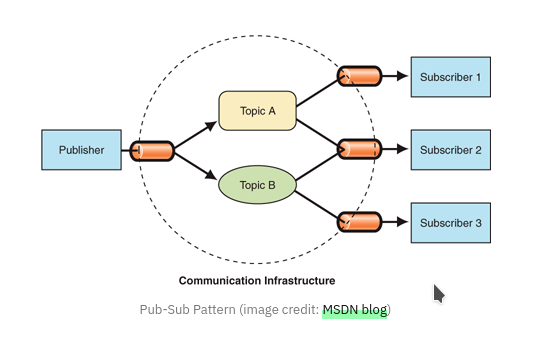 Subscriber 1
Topic A
Publisher
Subscriber 2
Topic B
Subscriber 3
Communication Infrastructure
Pub-Sub Pattern (image credit: MSDN blog)